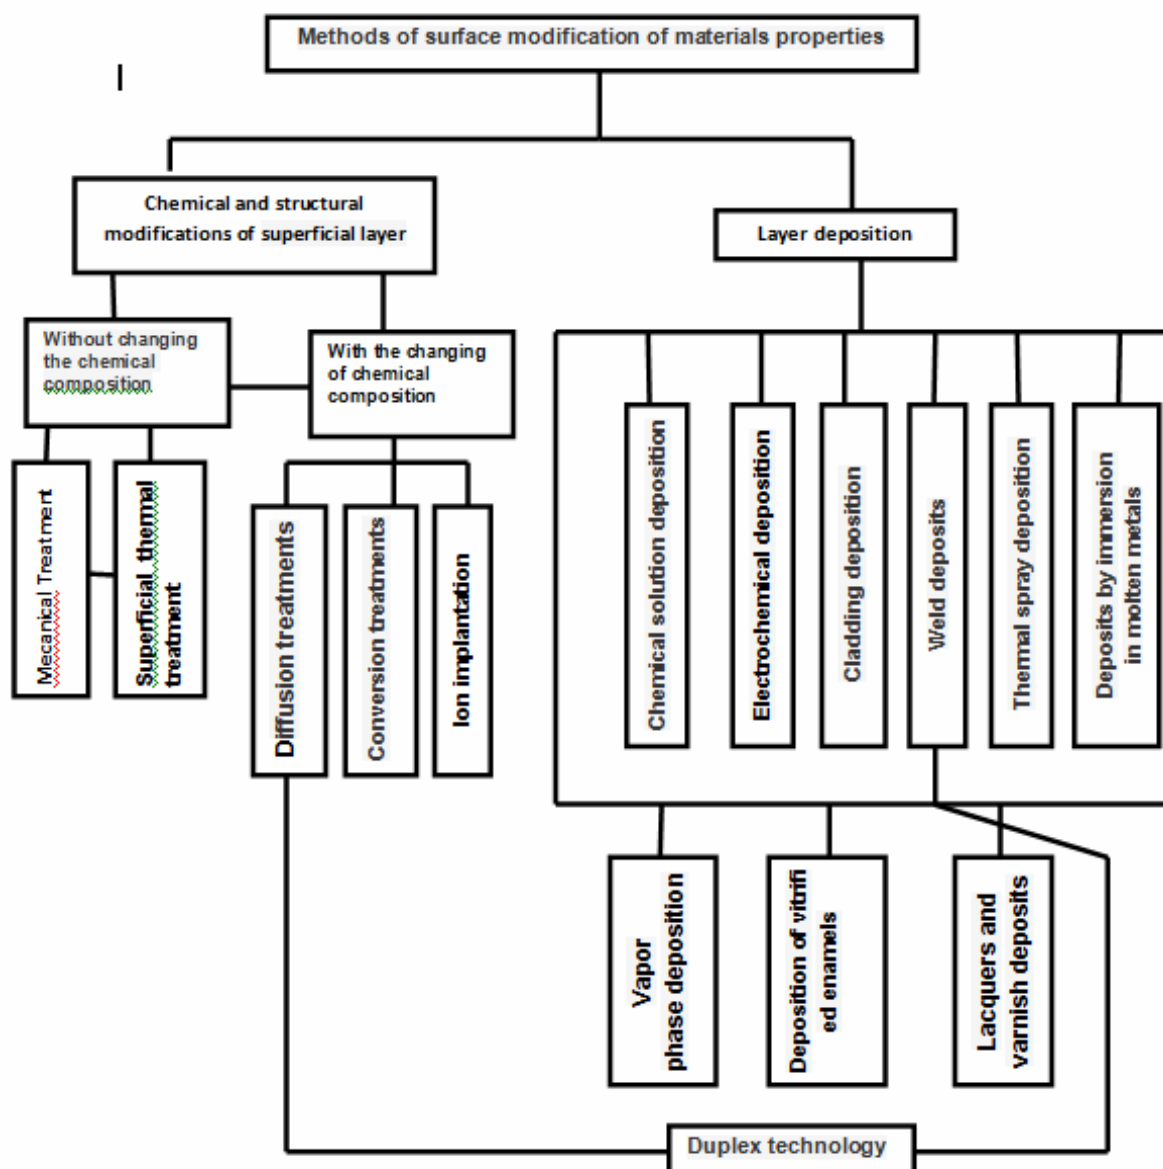 Methods of surface modification of materials properties
Chemical and structural
modifications of superficial layer
Layer deposition
Without changing
the chemical
composition
With the changing
of chemical
composition
Mecanical Treatment
Superficial thermal
treatment
Diffusion treatments
Conversion treatments
Ion implantation
Chemical solution deposition
Electrochemical deposition
Cladding deposition
Weld deposits
Thermal spray deposition
Deposits by immersion
in molten metals
Vapor
phase deposition
Deposition of vitrifi
ed enamels
Lacquers and
varnish deposits
Duplex technology